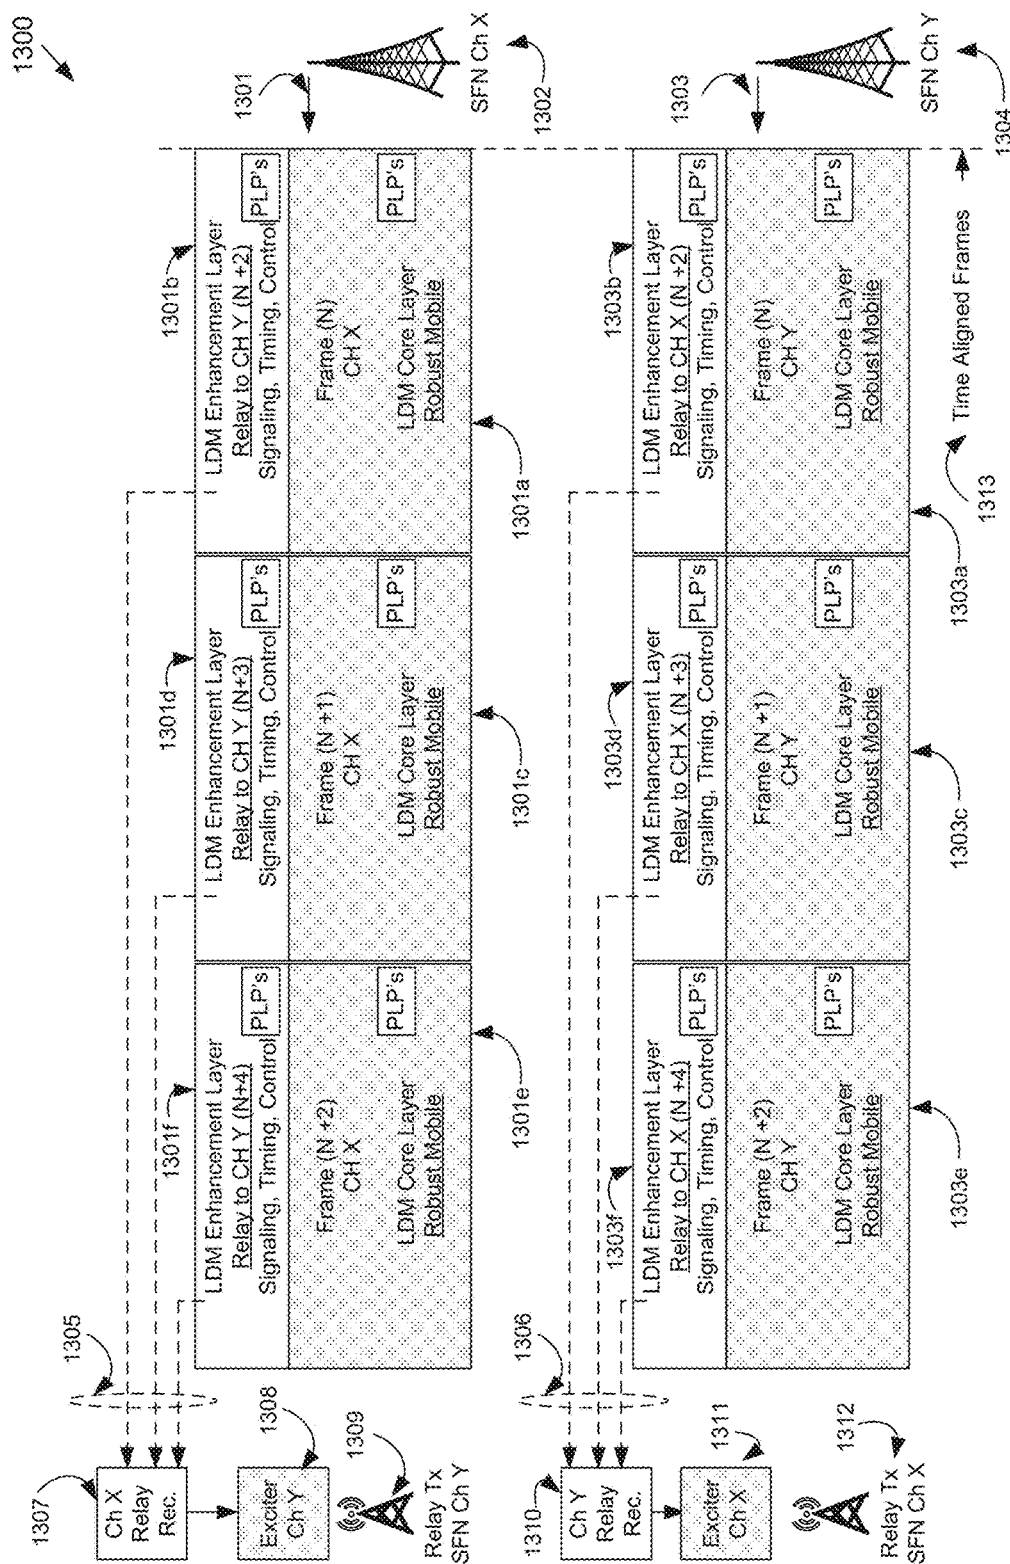 1300
1307
Ch X
Relay
Rec.
1305
1308
Exciter
Ch Y
1309
Relay Tx
SFN Ch Y
1301f
LDM Enhancement Layer
Relay to CH Y (N+4)
Signaling, Timing, Control
PLP's
Frame (N +2)
CH X
LDM Core Layer
Robust Mobile
PLP's
1301e
1301d
LDM Enhancement Layer
Relay to CH Y (N+3)
Signaling, Timing, Control
PLP's
Frame (N +1)
CH X
LDM Core Layer
Robust Mobile
PLP's
1301c
1301b
LDM Enhancement Layer
Relay to CH Y (N +2)
Signaling, Timing, Control
PLP's
Frame (N)
CH X
LDM Core Layer
Robust Mobile
PLP's
1301a
1301
SFN Ch X
1302
1310
Ch Y
Relay
Rec.
1306
1311
Exciter
Ch X
1312
Relay Tx
SFN Ch X
1303f
LDM Enhancement Layer
Relay to CH X (N +4)
Signaling, Timing, Control
PLP's
Frame (N +2)
CH Y
LDM Core Layer
Robust Mobile
PLP's
1303e
1303d
LDM Enhancement Layer
Relay to CH X (N +3)
Signaling, Timing, Control
PLP's
Frame (N +1)
CH Y
LDM Core Layer
Robust Mobile
PLP's
1303c
1303b
LDM Enhancement Layer
Relay to CH X (N +2)
Signaling, Timing, Control
PLP's
Frame (N)
CH Y
LDM Core Layer
Robust Mobile
PLP's
1303a
1303
SFN Ch Y
1304
1313
Time Aligned Frames